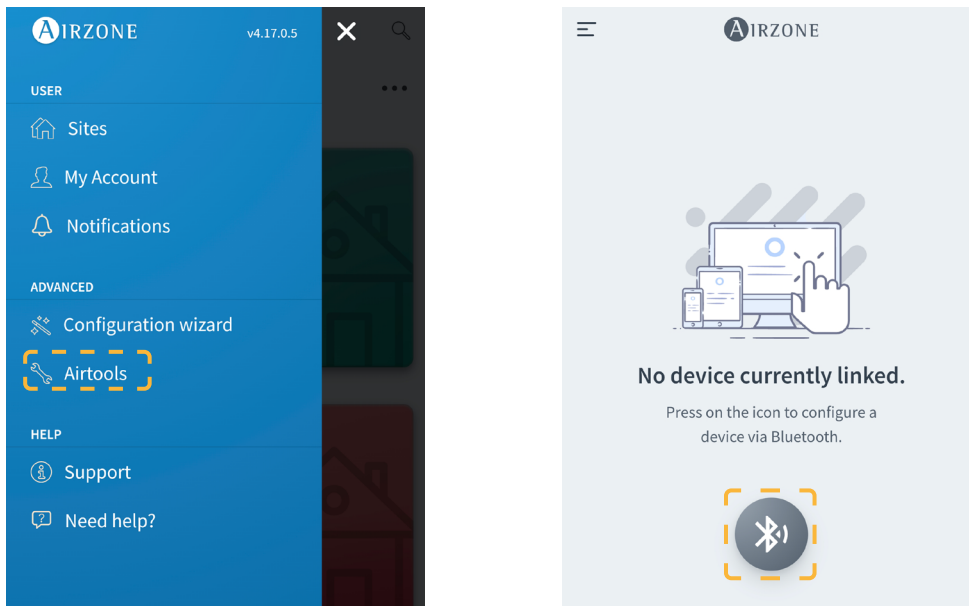 AIRZONE
v4.17.0.5
USER
Sites
My Account
Notifications
ADVANCED
Configuration wizard
Airtools
HELP
Support
Need help?
AIRZONE
No device currently linked.
Press on the icon to configure a
device via Bluetooth.